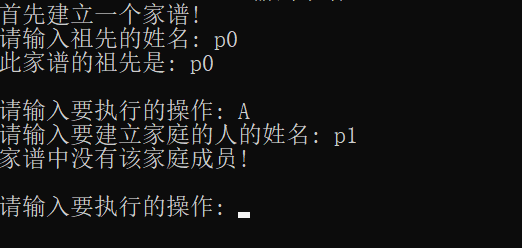 首先建立一个家谱!
请输入祖先的姓名: p0
此家谱的祖先是: p0
请输入要执行的操作: A
请输入要建立家庭的人的姓名: p1
家谱中没有该家庭成员!
请输入要执行的操作: